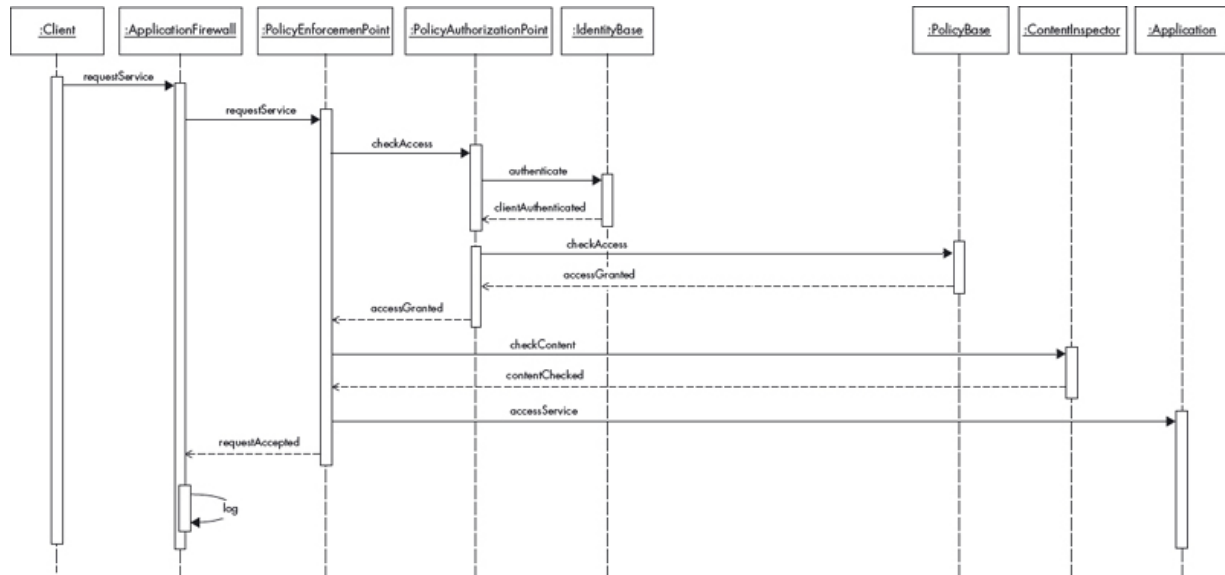 :Client
:ApplicationFirewall
:PolicyEnforcemenPoint
:PolicyAuthorizationPoint
:IdentityBase
:PolicyBase
:ContentInspector
:Application
requestService
requestService
checkAccess
authenticate
clientAuthenticated
checkAccess
accessGranted
accessGranted
checkContent
contentChecked
accessService
requestAccepted
log